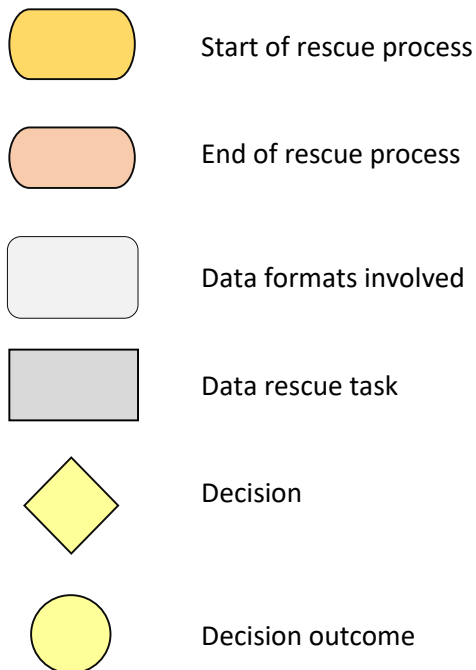 Start of rescue process
End of rescue process
Data formats involved
Data rescue task
Decision
Decision outcome